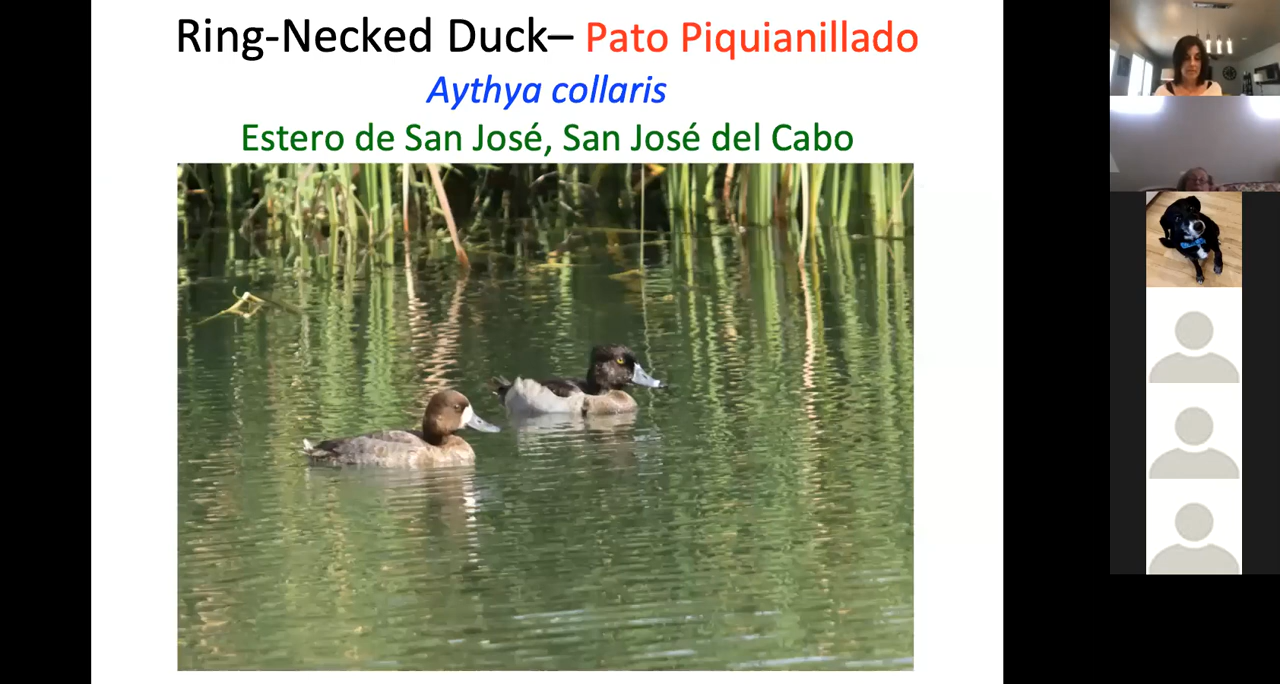 Ring-Necked Duck– Pato Piquianillado
Aythya collaris
Estero de San José, San José del Cabo